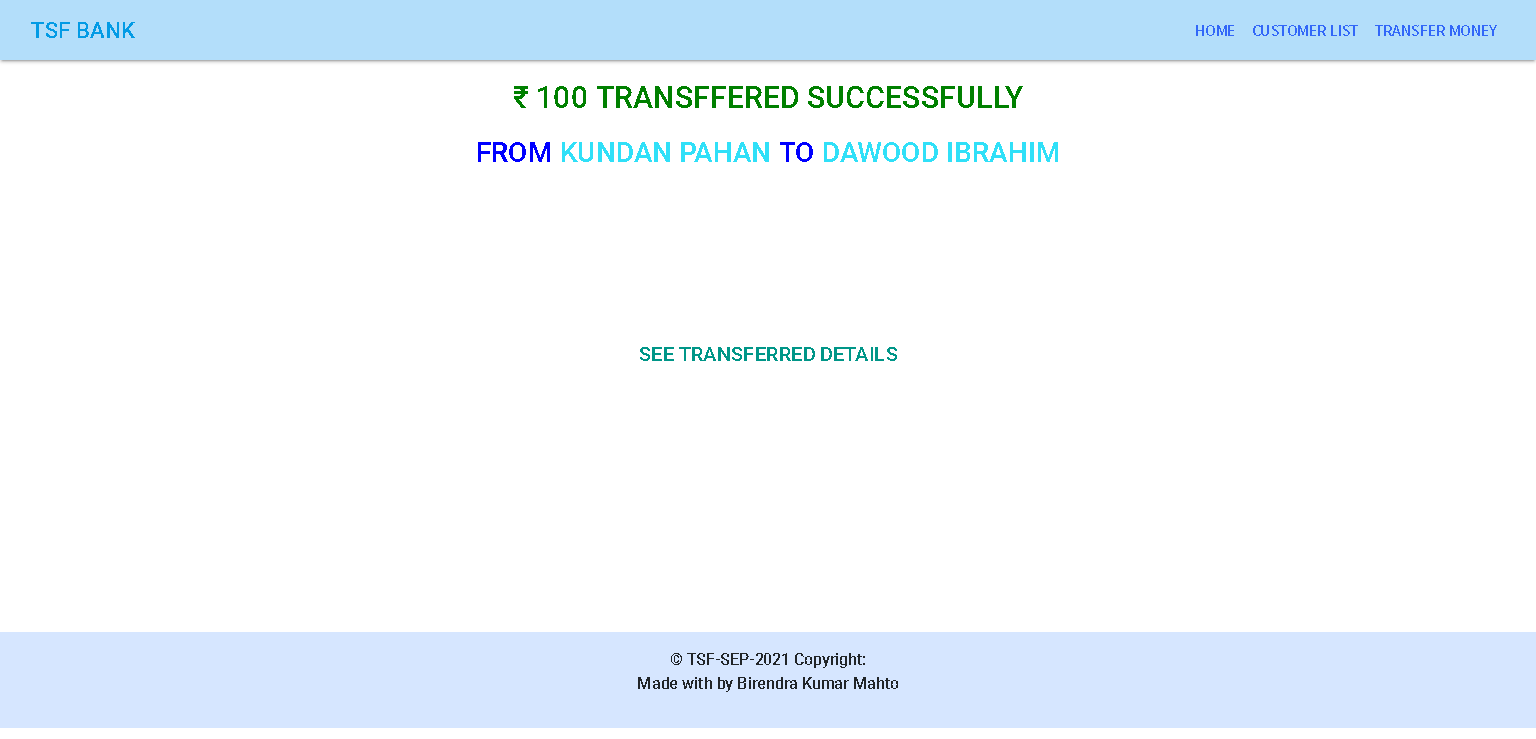 TSF BANK
HOME CUSTOMER LIST TRANSFER MONEY
₹ 100 TRANSFFERED SUCCESSFULLY
FROM KUNDAN PAHAN TO DAWOOD IBRAHIM
SEE TRANSFERRED DETAILS
© TSF-SEP-2021 Copyright:
Made with by Birendra Kumar Mahto